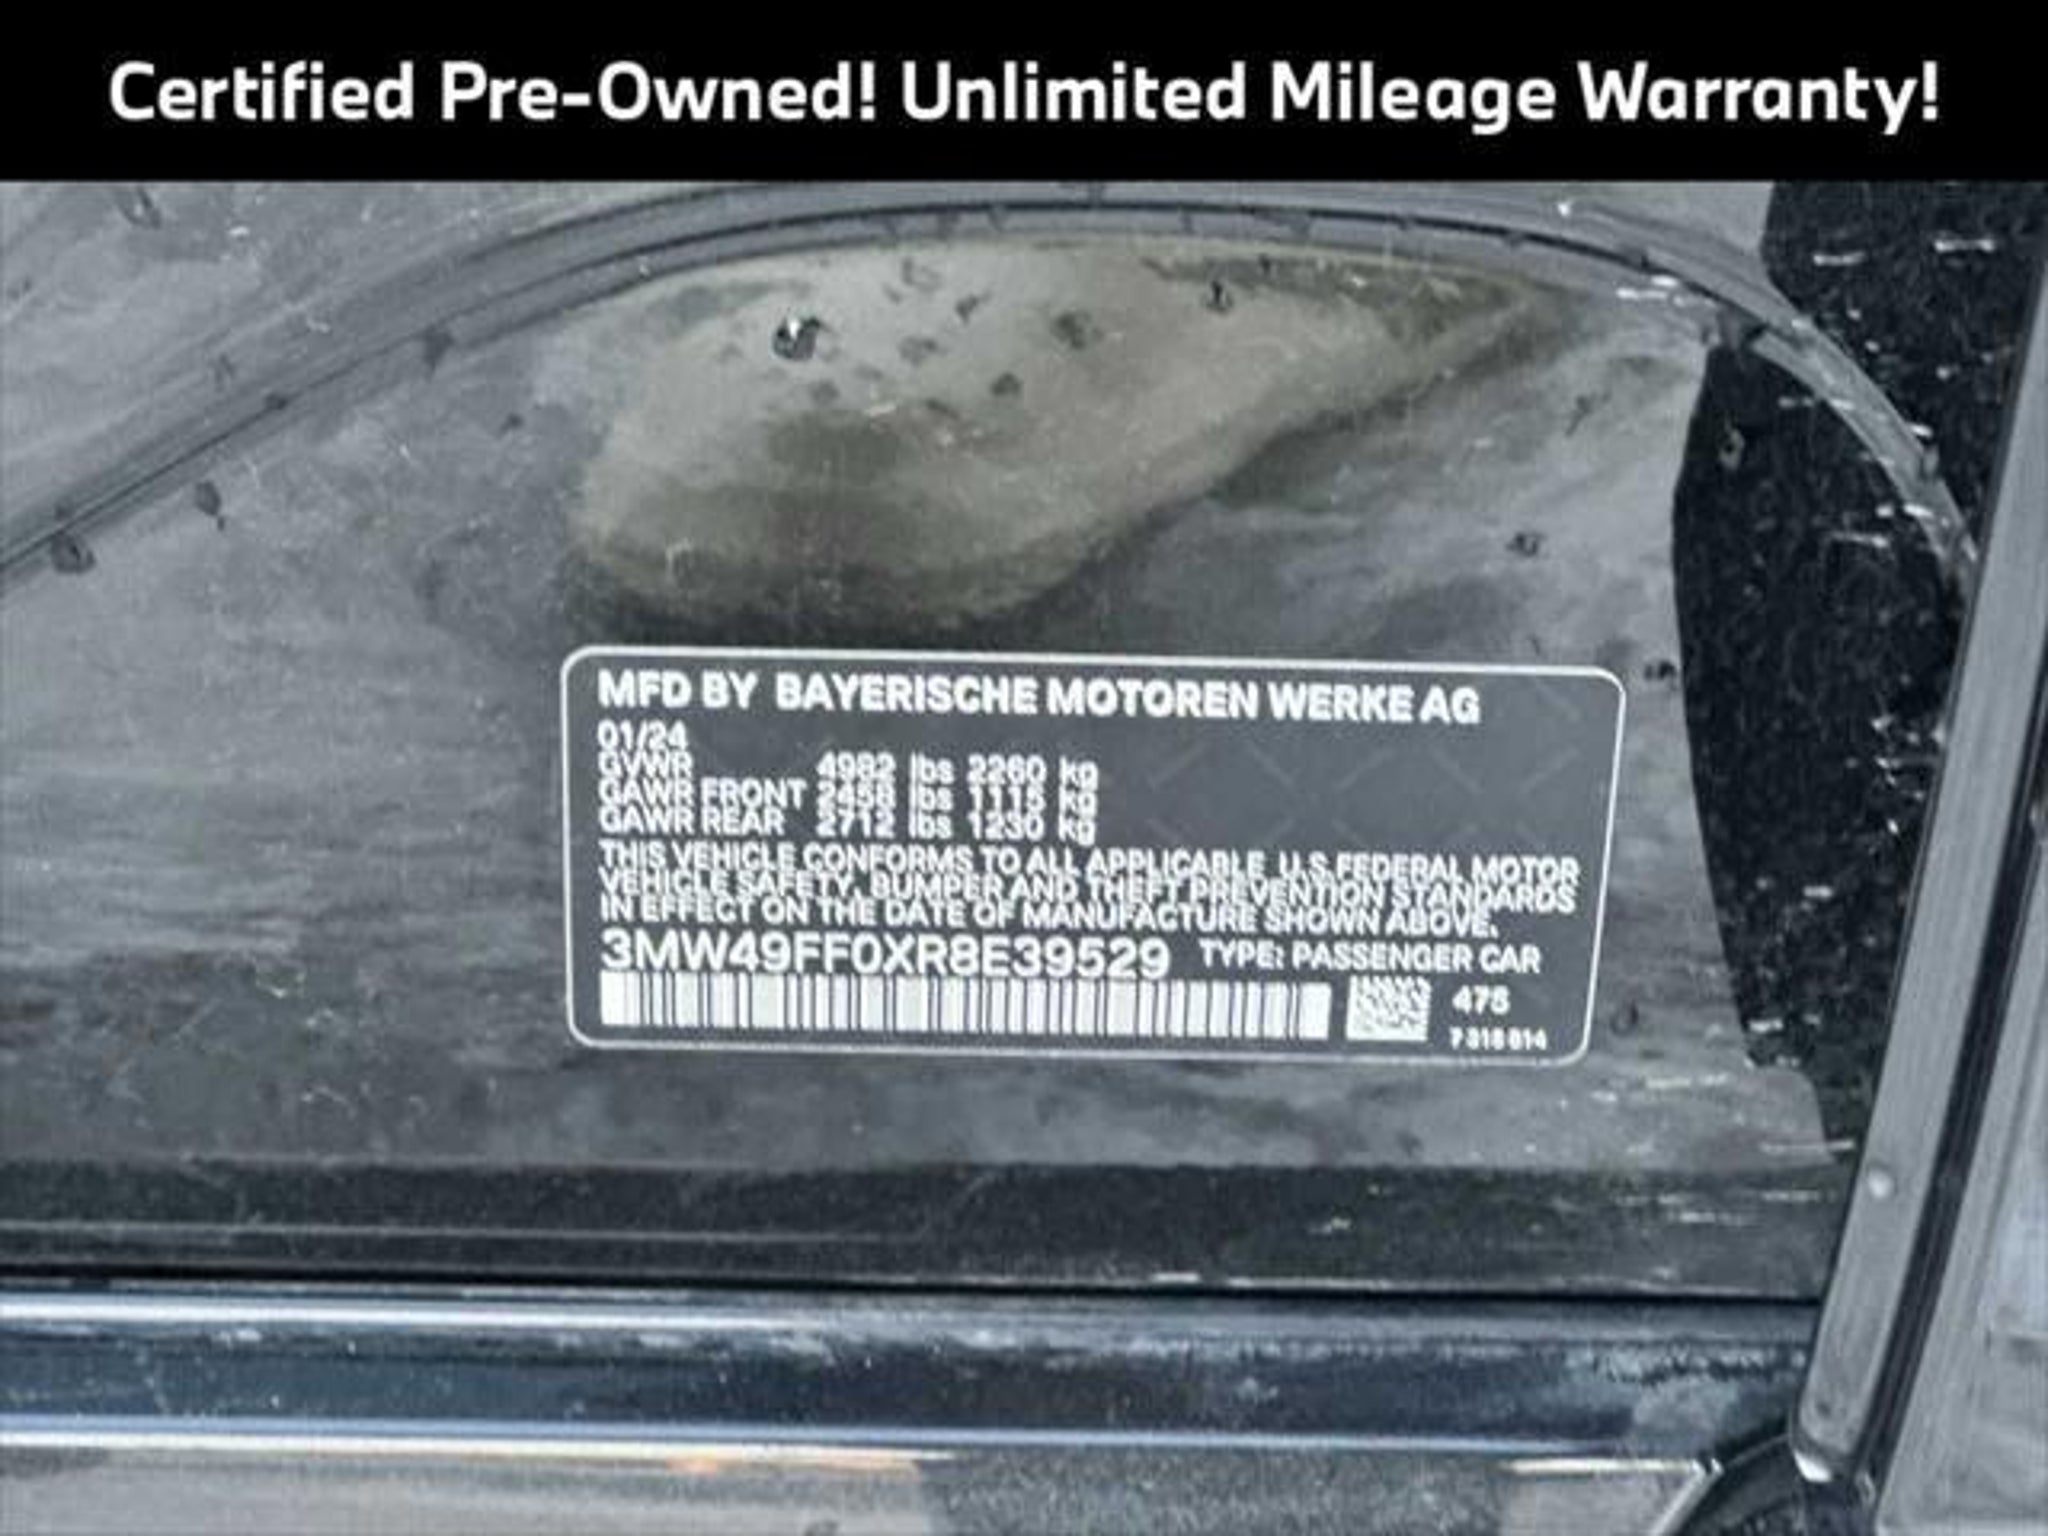 Certified Pre-Owned! Unlimited Mileage Warranty!
MFD BY BAYERISCHE MOTOREN WERKE AG
01/24
GVWR 4982 lbs 2260 kg
GAWR FRONT 2458 lbs 1115 kg
GAWR REAR 2712 lbs 1230 kg
THIS VEHICLE CONFORMS TO ALL APPLICABLE U.S.FEDERAL MOTOR
VEHICLE SAFETY, BUMPER AND THEFT PREVENTION STANDARDS
IN EFFECT ON THE DATE OF MANUFACTURE SHOWN ABOVE.
3MW49FF0XR8E39529 TYPE: PASSENGER CAR
475